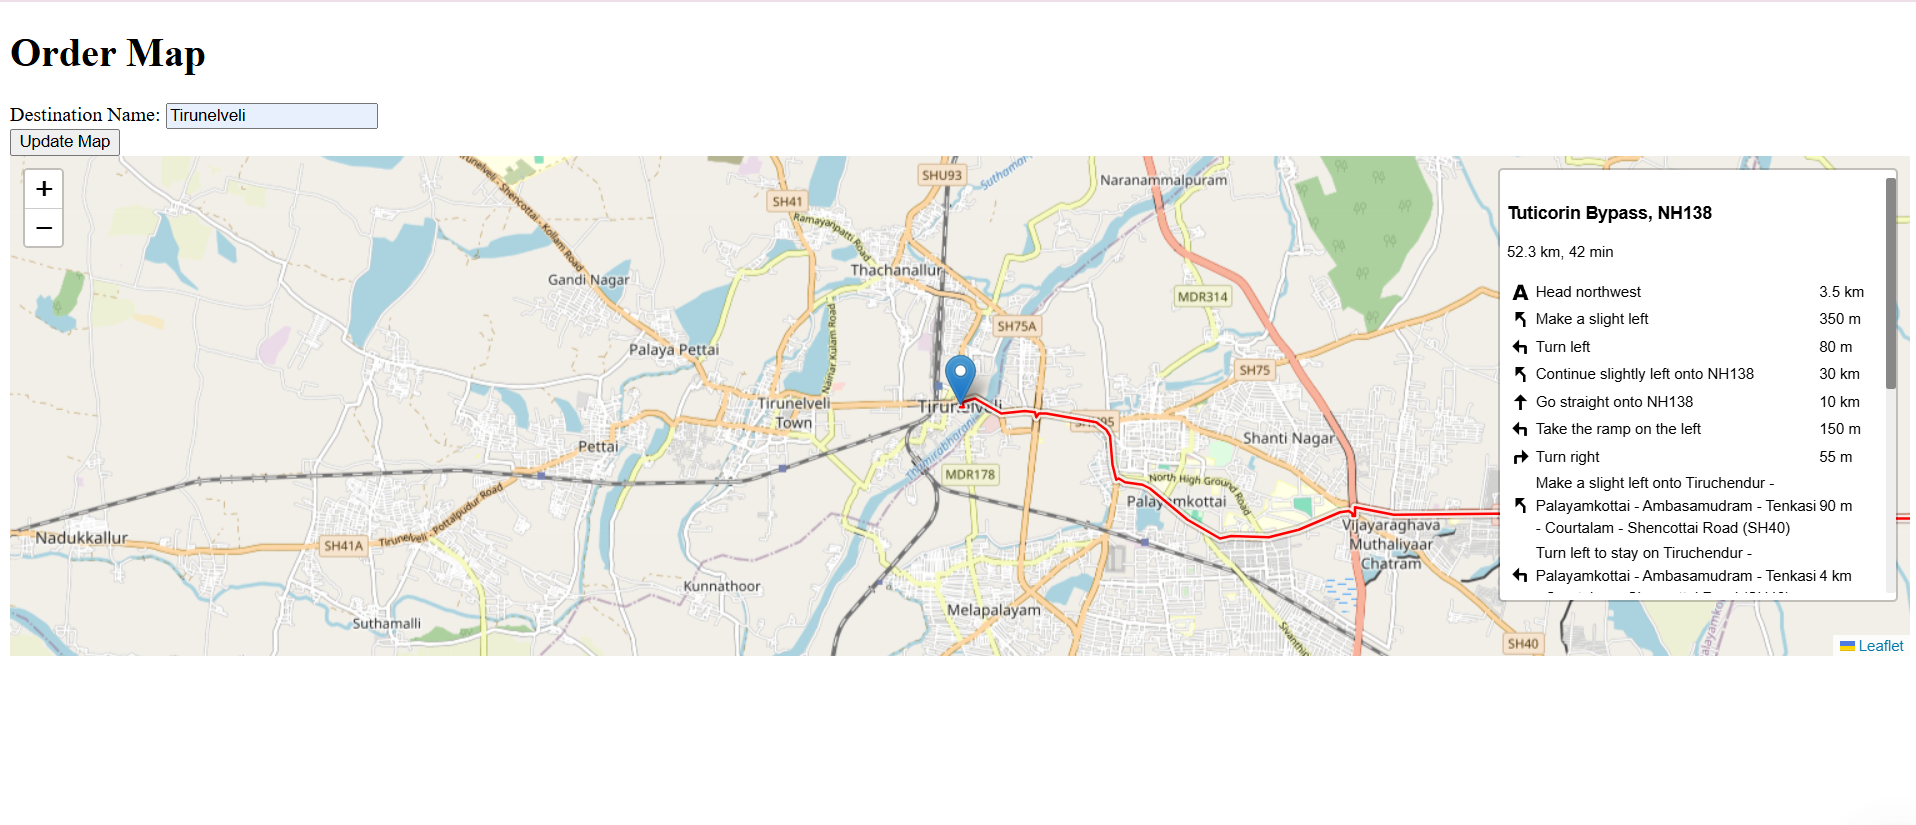 Order Map
Destination Name: Tirunelveli
Update Map
+
−
Tirunelveli - Shencottai - Kollam Road
SH41
Ramayanpatti Road
SHU93
Naranammalpuram
Gandi Nagar
Thachanallur
MDR314
SH75A
Palaya Pettai
Nainar Kulam Road
SH75
Tirunelveli
Town
Tirunelveli
Shanti Nagar
Pettai
Thamirabharani
MDR178
North High Ground Road
Palayamkottai
Tirunelveli - Pottalpudur Road
Nadukkallur
SH41A
Vijayaraghava
Muthaliyaar
Chatram
Kunnathoor
Melapalayam
Suthamalli
SH40
Tuticorin Bypass, NH138
52.3 km, 42 min
Head northwest 3.5 km
Make a slight left 350 m
Turn left 80 m
Continue slightly left onto NH138 30 km
Go straight onto NH138 10 km
Take the ramp on the left 150 m
Turn right 55 m
Make a slight left onto Tiruchendur -
Palayamkottai - Ambasamudram - Tenkasi 90 m
- Courtalam - Shencottai Road (SH40)
Turn left to stay on Tiruchendur -
Palayamkottai - Ambasamudram - Tenkasi 4 km
Leaflet